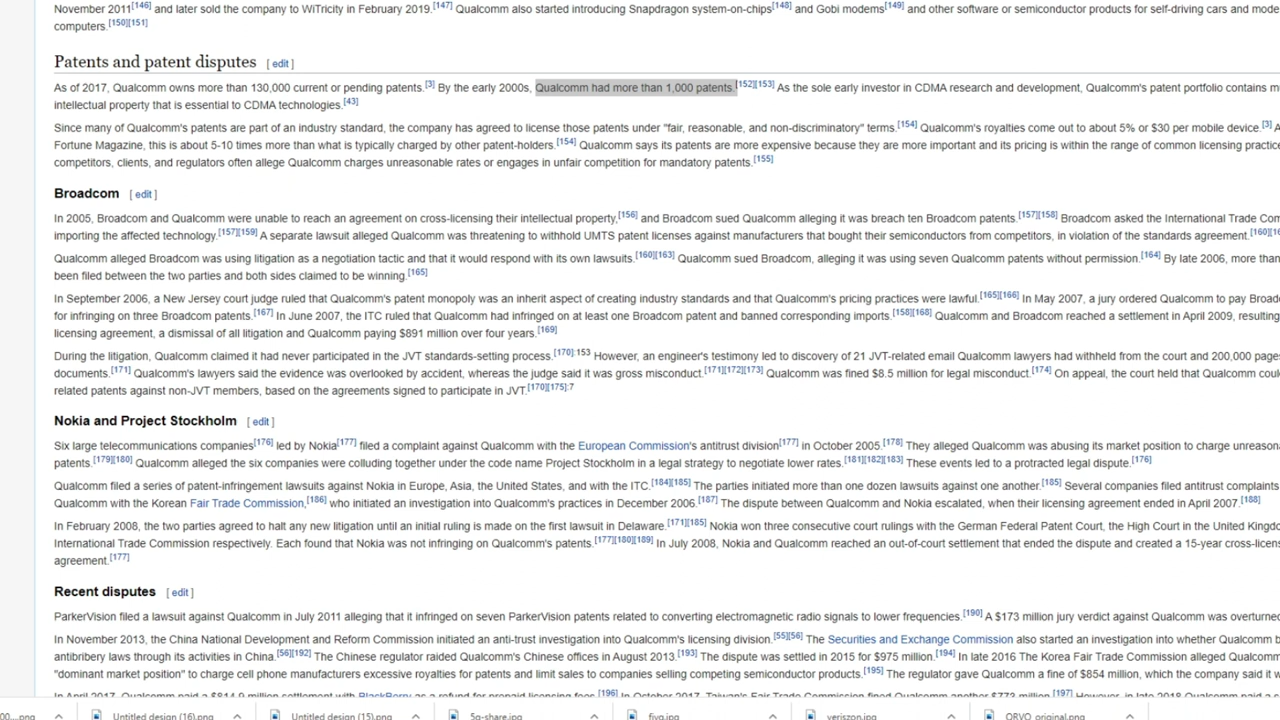 November 2011[146] and later sold the company to WiTricity in February 2019.[147] Qualcomm also started introducing Snapdragon system-on-chips[148] and Gobi modems[149] and other software or semiconductor products for self-driving cars and mode
computers.[150][151]
Patents and patent disputes [ edit ]
As of 2017, Qualcomm owns more than 130,000 current or pending patents.[3] By the early 2000s, Qualcomm had more than 1,000 patents.[152][153] As the sole early investor in CDMA research and development, Qualcomm's patent portfolio contains m
intellectual property that is essential to CDMA technologies.[43]
Since many of Qualcomm's patents are part of an industry standard, the company has agreed to license those patents under "fair, reasonable, and non-discriminatory" terms.[154] Qualcomm's royalties come out to about 5% or $30 per mobile device.[3] A
Fortune Magazine, this is about 5-10 times more than what is typically charged by other patent-holders.[154] Qualcomm says its patents are more expensive because they are more important and its pricing is within the range of common licensing practice
competitors, clients, and regulators often allege Qualcomm charges unreasonable rates or engages in unfair competition for mandatory patents.[155]
Broadcom [ edit ]
In 2005, Broadcom and Qualcomm were unable to reach an agreement on cross-licensing their intellectual property,[156] and Broadcom sued Qualcomm alleging it was breach ten Broadcom patents.[157][158] Broadcom asked the International Trade Com
importing the affected technology.[157][159] A separate lawsuit alleged Qualcomm was threatening to withhold UMTS patent licenses against manufacturers that bought their semiconductors from competitors, in violation of the standards agreement.[160][16
Qualcomm alleged Broadcom was using litigation as a negotiation tactic and that it would respond with its own lawsuits.[160][163] Qualcomm sued Broadcom, alleging it was using seven Qualcomm patents without permission.[164] By late 2006, more than
been filed between the two parties and both sides claimed to be winning.[165]
In September 2006, a New Jersey court judge ruled that Qualcomm's patent monopoly was an inherit aspect of creating industry standards and that Qualcomm's pricing practices were lawful.[165][166] In May 2007, a jury ordered Qualcomm to pay Broad
for infringing on three Broadcom patents.[167] In June 2007, the ITC ruled that Qualcomm had infringed on at least one Broadcom patent and banned corresponding imports.[158][168] Qualcomm and Broadcom reached a settlement in April 2009, resulting
licensing agreement, a dismissal of all litigation and Qualcomm paying $891 million over four years.[169]
During the litigation, Qualcomm claimed it had never participated in the JVT standards-setting process.[170]:153 However, an engineer's testimony led to discovery of 21 JVT-related email Qualcomm lawyers had withheld from the court and 200,000 page
documents.[171] Qualcomm's lawyers said the evidence was overlooked by accident, whereas the judge said it was gross misconduct.[171][172][173] Qualcomm was fined $8.5 million for legal misconduct.[174] On appeal, the court held that Qualcomm cou
related patents against non-JVT members, based on the agreements signed to participate in JVT.[170][175]:7
Nokia and Project Stockholm [ edit ]
Six large telecommunications companies[176] led by Nokia[177] filed a complaint against Qualcomm with the European Commission's antitrust division[177] in October 2005.[178] They alleged Qualcomm was abusing its market position to charge unreason
patents.[179][180] Qualcomm alleged the six companies were colluding together under the code name Project Stockholm in a legal strategy to negotiate lower rates.[181][182][183] These events led to a protracted legal dispute.[176]
Qualcomm filed a series of patent-infringement lawsuits against Nokia in Europe, Asia, the United States, and with the ITC.[184][185] The parties initiated more than one dozen lawsuits against one another.[185] Several companies filed antitrust complaints
Qualcomm with the Korean Fair Trade Commission,[186] who initiated an investigation into Qualcomm's practices in December 2006.[187] The dispute between Qualcomm and Nokia escalated, when their licensing agreement ended in April 2007.[188]
In February 2008, the two parties agreed to halt any new litigation until an initial ruling is made on the first lawsuit in Delaware.[171][185] Nokia won three consecutive court rulings with the German Federal Patent Court, the High Court in the United Kingdo
International Trade Commission respectively. Each found that Nokia was not infringing on Qualcomm's patents.[177][180][189] In July 2008, Nokia and Qualcomm reached an out-of-court settlement that ended the dispute and created a 15-year cross-licens
agreement.[177]
Recent disputes [ edit ]
ParkerVision filed a lawsuit against Qualcomm in July 2011 alleging that it infringed on seven ParkerVision patents related to converting electromagnetic radio signals to lower frequencies.[190] A $173 million jury verdict against Qualcomm was overturne
In November 2013, the China National Development and Reform Commission initiated an anti-trust investigation into Qualcomm's licensing division.[55][56] The Securities and Exchange Commission also started an investigation into whether Qualcomm b
antibribery laws through its activities in China.[56][192] The Chinese regulator raided Qualcomm's Chinese offices in August 2013.[193] The dispute was settled in 2015 for $975 million.[194] In late 2016 The Korea Fair Trade Commission alleged Qualcomm
"dominant market position" to charge cell phone manufacturers excessive royalties for patents and limit sales to companies selling competing semiconductor products.[195] The regulator gave Qualcomm a fine of $854 million, which the company said it w
In April 2017, Qualcomm paid a $814.9 million settlement with BlackBerry as a refund for prepaid licensing fees.[196] In October 2017, Taiwan's Fair Trade Commission fined Qualcomm another $773 million.[197] However, in late 2018 Qualcomm paid a s
00....png Untitled design (16).png Untitled design (15).png 5g-share.jpg fivg.jpg verizson.jpg QRVO_original.png